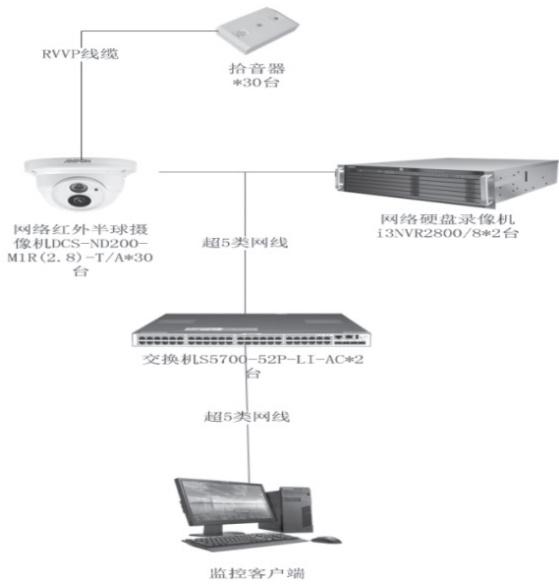 RVVP线缆
拾音器
*30台
网络红外半球摄
像机DCS-ND200-
M1R(2.8)-T/A*30
台
网络硬盘录像机
i3NVR2800/8*2台
超5类网线
交换机S5700-52P-LI-AC*2
台
超5类网线
监控客户端